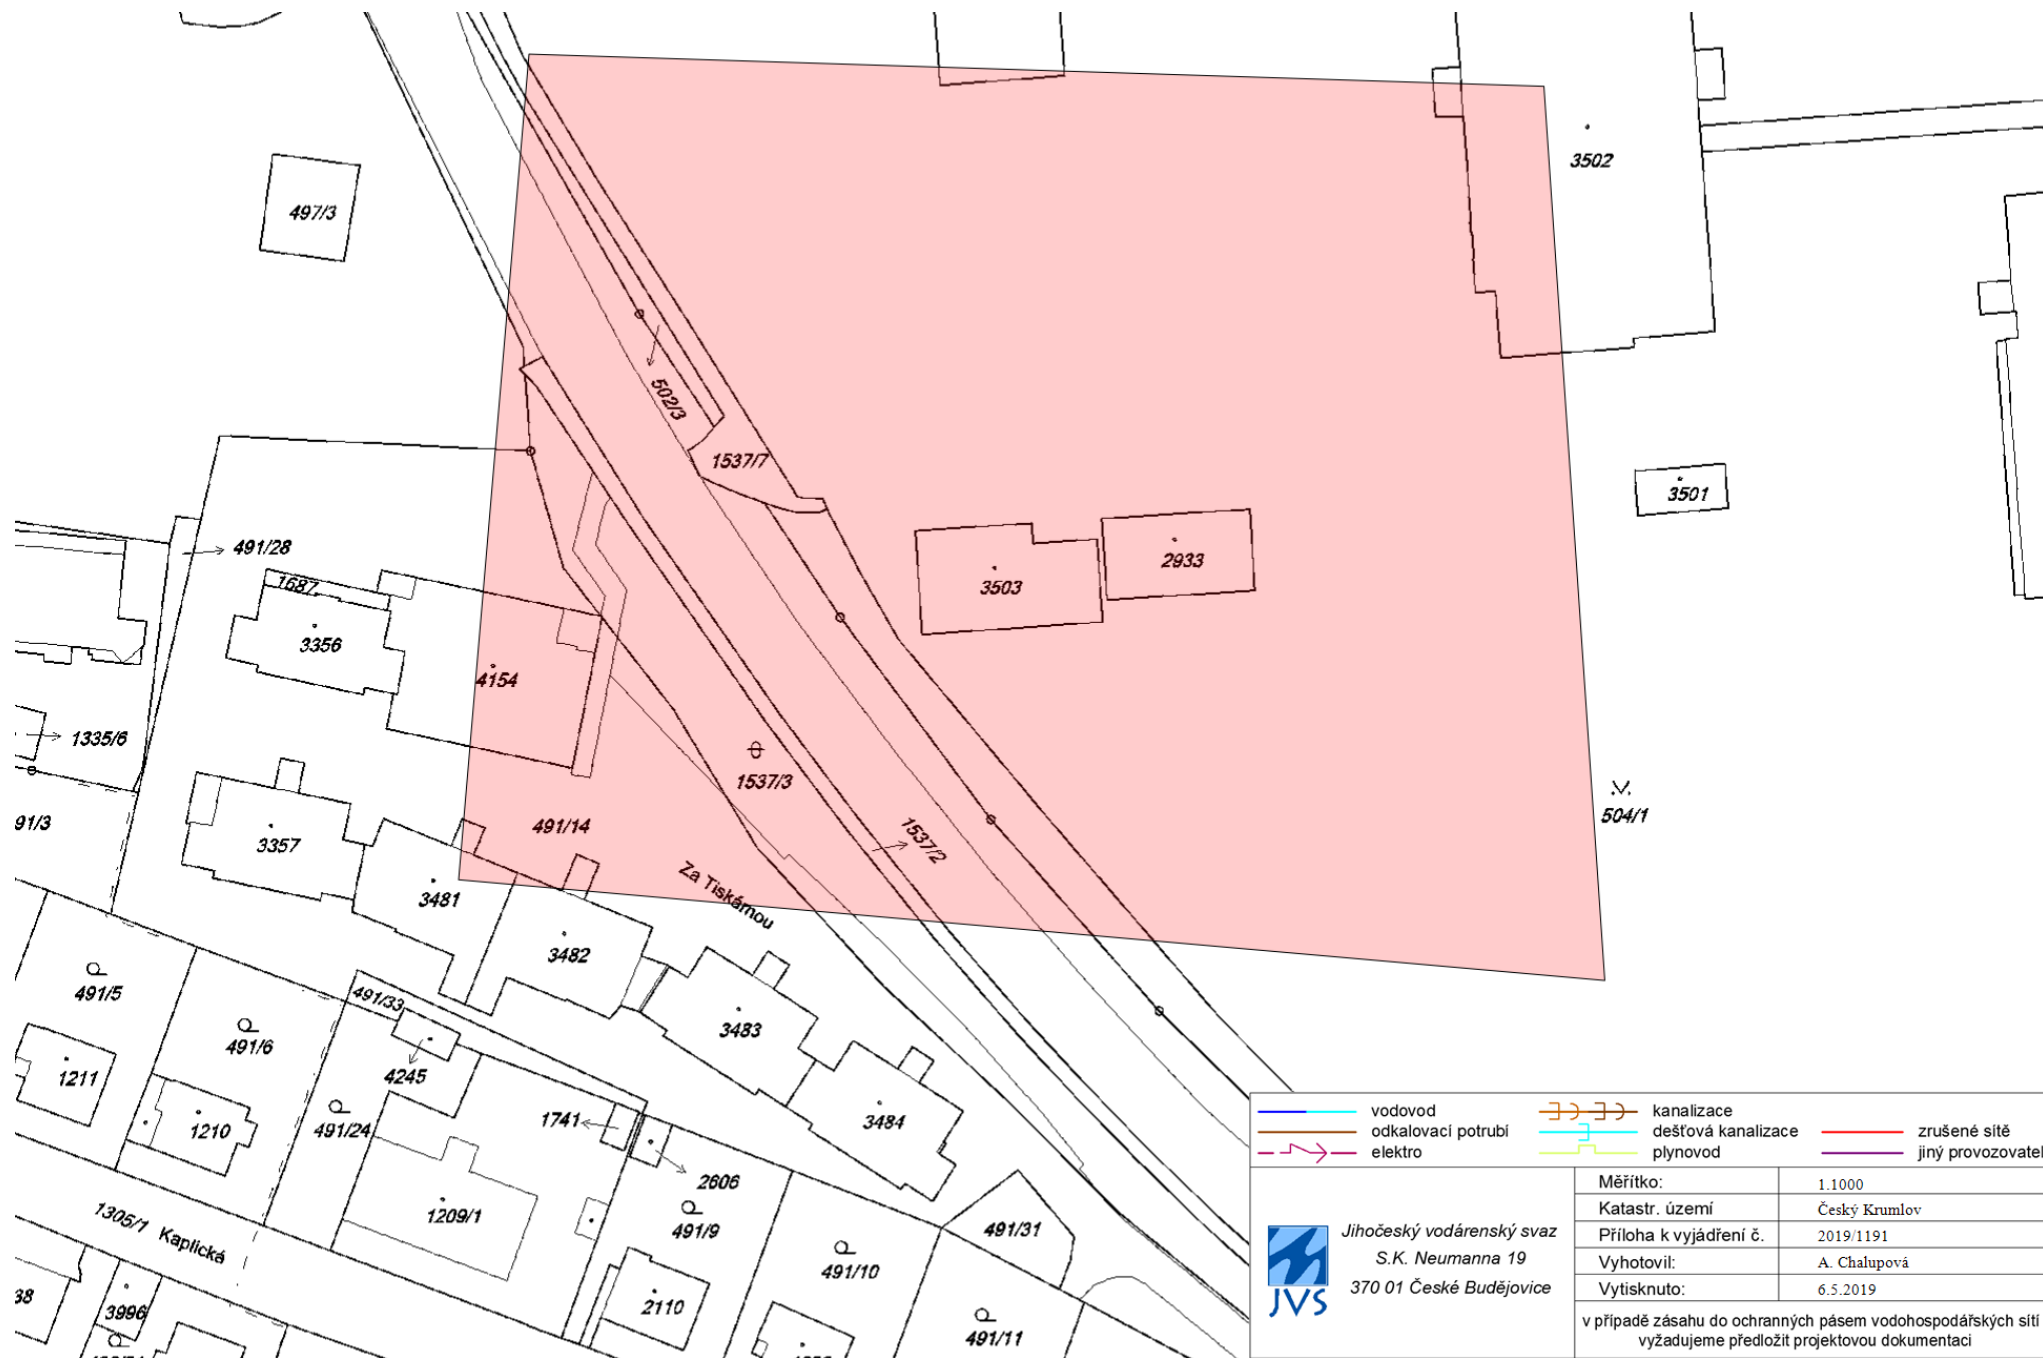 3502
497/3
502/3
1537/7
3501
491/28
3503
2933
1687
3356
4154
1335/6
1537/3
504/1
91/3
491/14
3357
1537/2
Za Tiskárnou
3481
3482
491/5
491/33
3483
491/6
4245
1211
1741
3484
491/24
1210
2606
1305/1 Kaplická
1209/1
491/9
491/31
491/10
38
3996
2110
491/11
vodovod
odkalovací potrubí
elektro
kanalizace
dešťová kanalizace
plynovod
zrušené sítě
jiný provozovatel
Jihočeský vodárenský svaz
S.K. Neumanna 19
370 01 České Budějovice
JVS
Měřítko: 1.1000
Katastr. území Český Krumlov
Příloha k vyjádření č. 2019/1191
Vyhotovil: A. Chalupová
Vytisknuto: 6.5.2019
v případě zásahu do ochranných pásem vodohospodářských sítí
vyžadujeme předložit projektovou dokumentaci